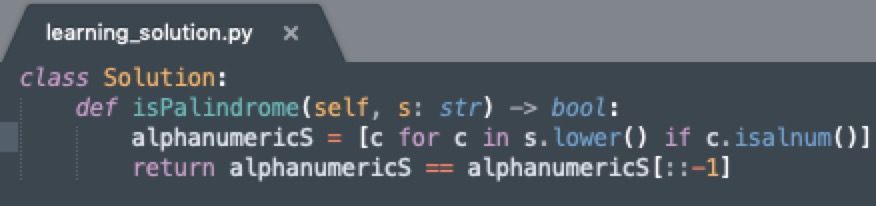 learning_solution.py ×
class Solution:
    def isPalindrome(self, s: str) -> bool:
        alphanumericS = [c for c in s.lower() if c.isalnum()]
        return alphanumericS == alphanumericS[::-1]